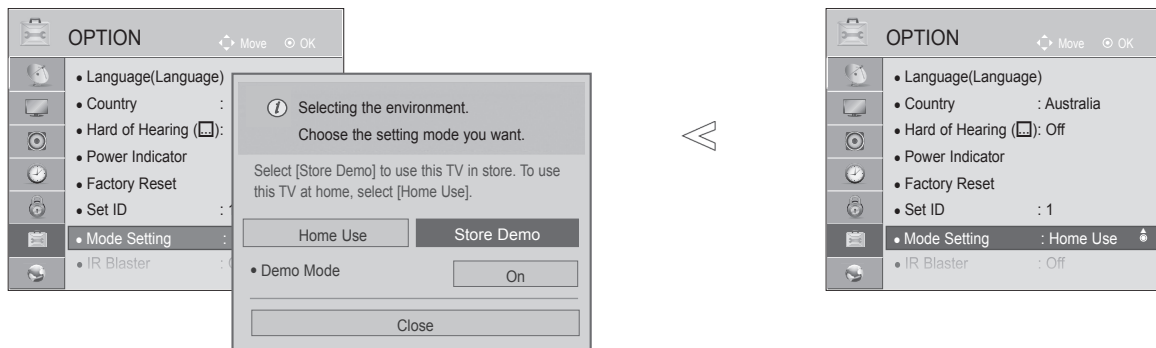 OPTION
Move OK
• Language(Language)
• Country :
• Hard of Hearing ( ... ):
• Power Indicator
• Factory Reset
• Set ID : 1
• Mode Setting :
• IR Blaster :
Selecting the environment.
Choose the setting mode you want.
Select [Store Demo] to use this TV in store. To use
this TV at home, select [Home Use].
Home Use
Store Demo
• Demo Mode
On
Close
OPTION
Move OK
• Language(Language)
• Country : Australia
• Hard of Hearing ( ... ): Off
• Power Indicator
• Factory Reset
• Set ID : 1
• Mode Setting : Home Use
• IR Blaster : Off